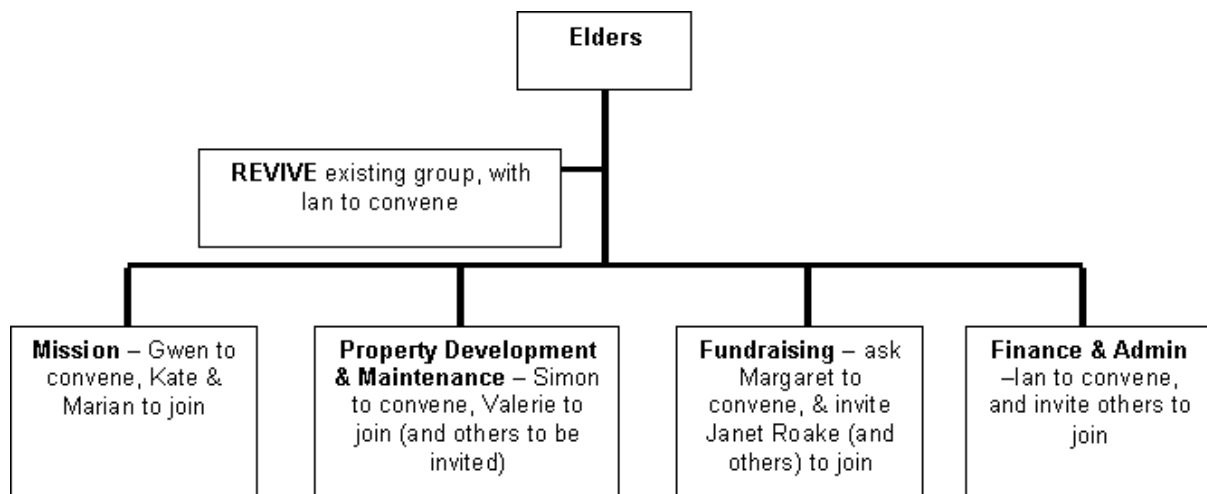 Elders
REVIVE existing group, with
Ian to convene
Mission – Gwen to
convene, Kate &
Marian to join
Property Development
& Maintenance – Simon
to convene, Valerie to
join (and others to be
invited)
Fundraising – ask
Margaret to
convene, & invite
Janet Roake (and
others) to join
Finance & Admin
–Ian to convene,
and invite others to
join